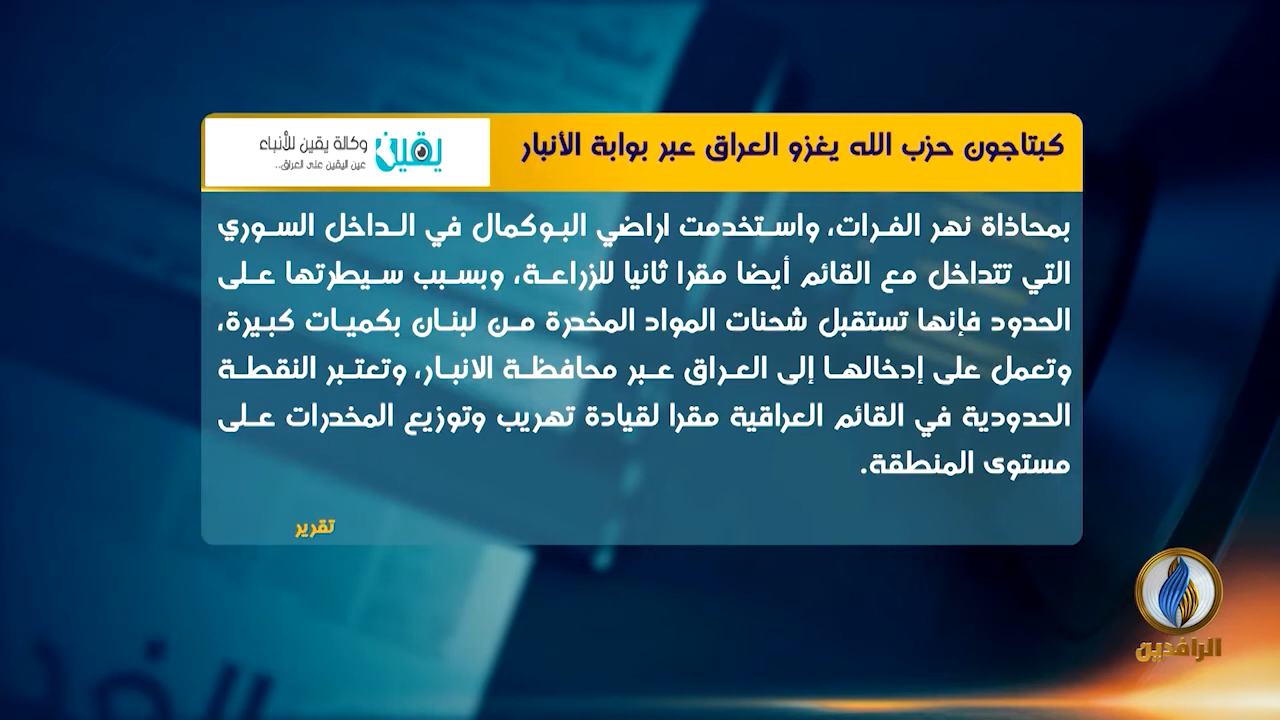 كبتاجون حزب الله يغزو العراق عبر بوابة الأنبار
يقين
وكالة يقين للأنباء
عين اليقين على العراق..
بمحاذاة نهر الفرات، واستخدمت اراضي البوكمال في الداخل السوري
التي تتداخل مع القائم أيضا مقرا ثانيا للزراعة، وبسبب سيطرتها على
الحدود فإنها تستقبل شحنات المواد المخدرة من لبنان بكميات كبيرة،
وتعمل على إدخالها إلى العراق عبر محافظة الانبار، وتعتبر النقطة
الحدودية في القائم العراقية مقرا لقيادة تهريب وتوزيع المخدرات على
مستوى المنطقة.
تقرير
الرافدين